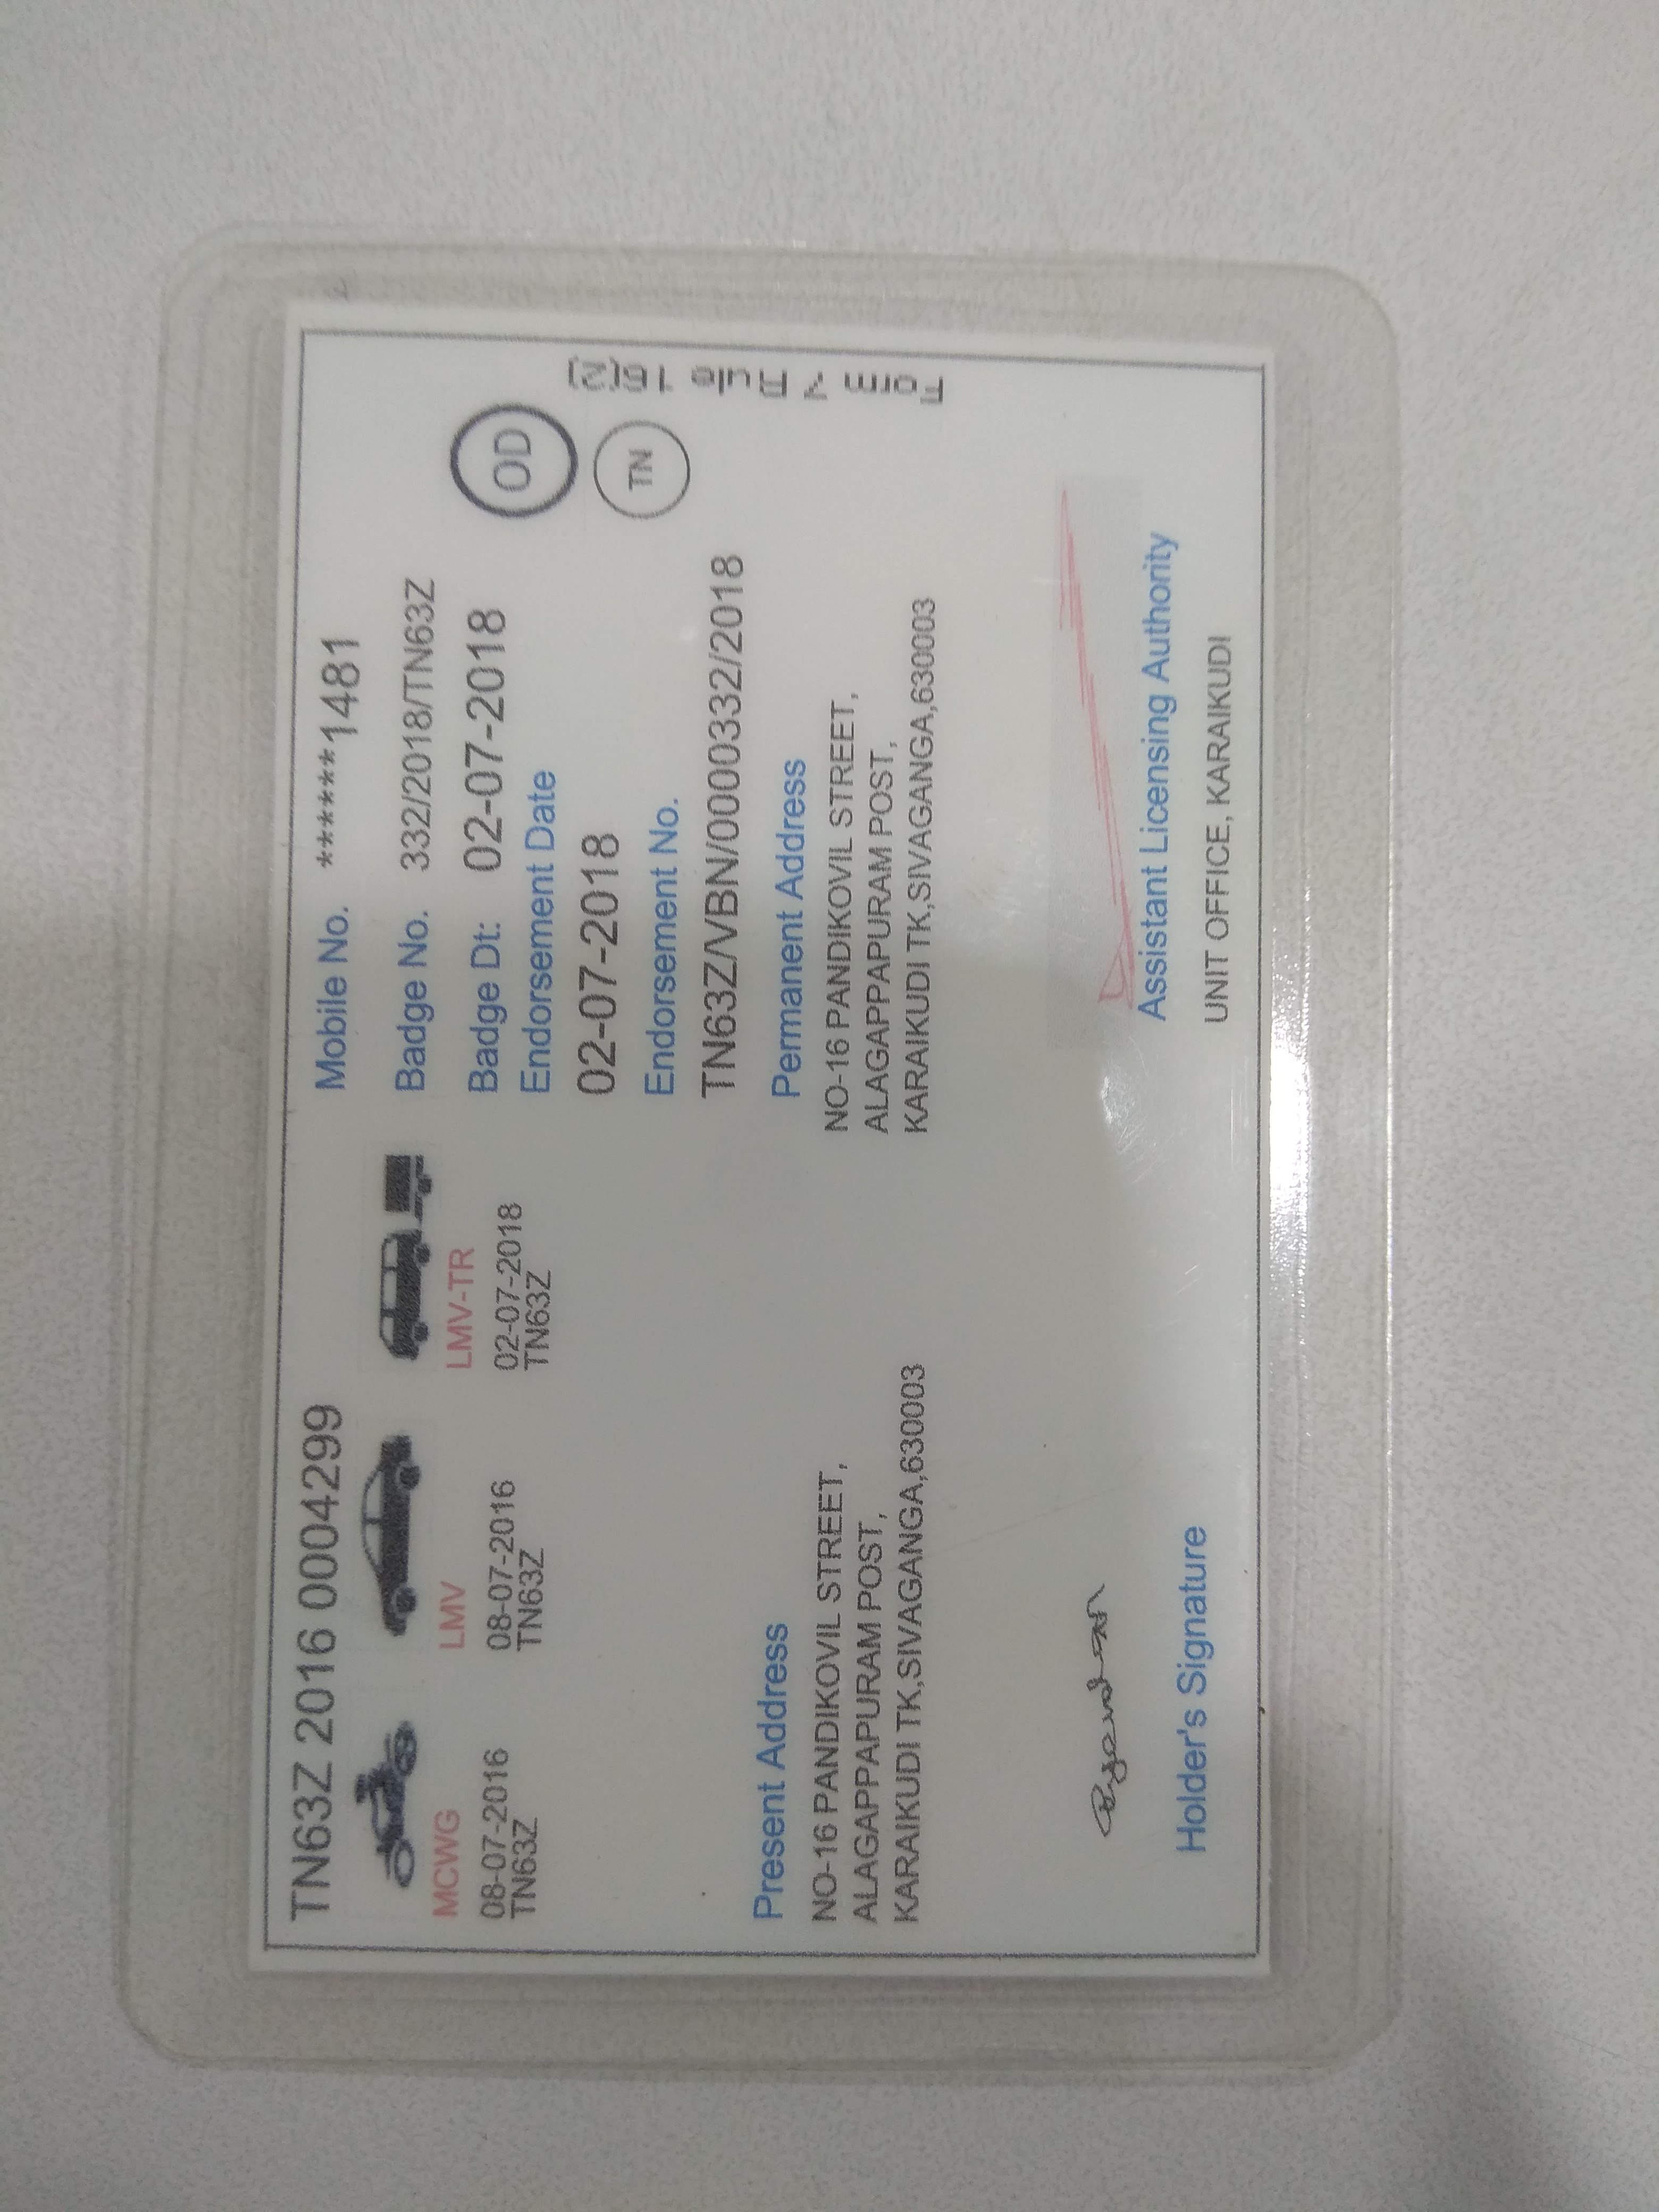 TN63Z 2016 0004299
MCWG
08-07-2016
TN63Z
LMV
08-07-2016
TN63Z
LMV-TR
02-07-2018
TN63Z
Mobile No. ******1481
Badge No. 332/2018/TN63Z
Badge Dt: 02-07-2018
Endorsement Date
02-07-2018
Endorsement No.
TN63Z/VBN/0000332/2018
OD
TN
Form 7 Rule 16(2)
Present Address
NO-16 PANDIKOVIL STREET,
ALAGAPPAPURAM POST,
KARAIKUDI TK,SIVAGANGA,630003
Permanent Address
NO-16 PANDIKOVIL STREET,
ALAGAPPAPURAM POST,
KARAIKUDI TK,SIVAGANGA,630003
Holder's Signature
Assistant Licensing Authority
UNIT OFFICE, KARAIKUDI